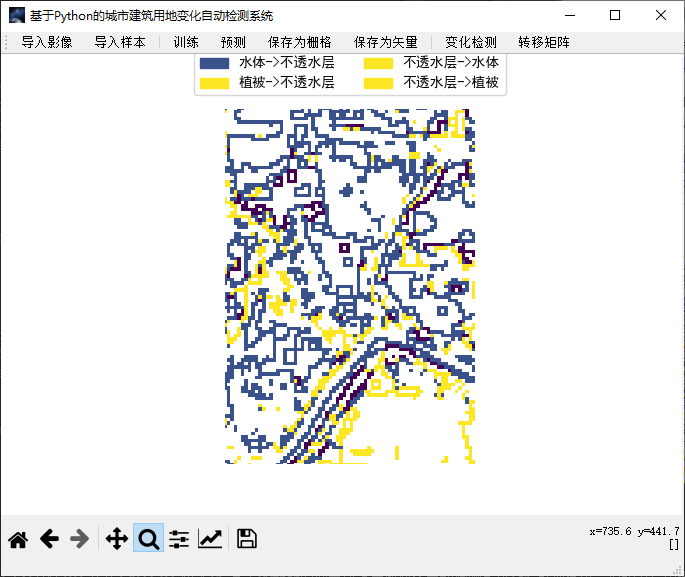 基于Python的城市建筑用地变化自动检测系统
导入影像 导入样本 训练 预测 保存为栅格 保存为矢量 变化检测 转移矩阵
水体->不透水层 不透水层->水体
植被->不透水层 不透水层->植被
x=735.6 y=441.7
[]